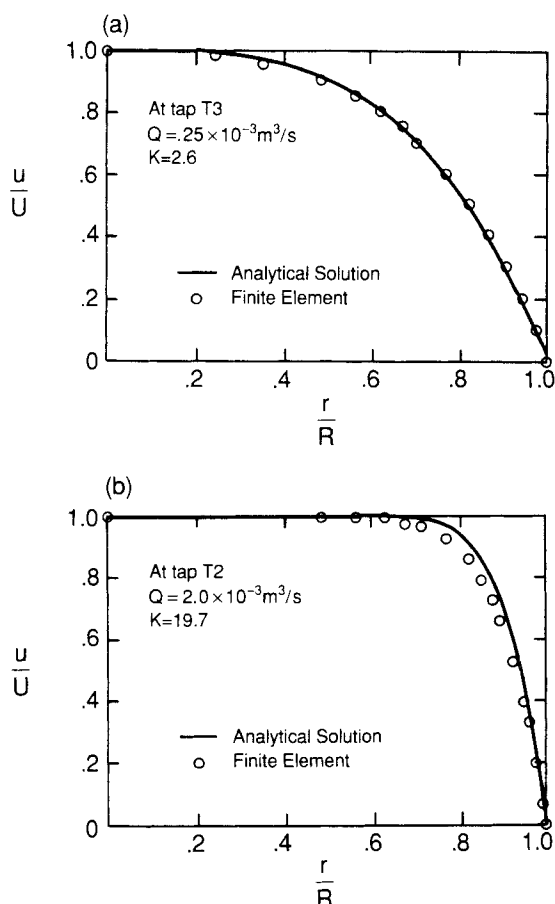 (a)
1.0
.8
.6
.4
.2
0
u
U
At tap T3
Q=.25×10⁻³m³/s
K=2.6
Analytical Solution
Finite Element
.2
.4
.6
.8
1.0
r
R
(b)
1.0
.8
.6
.4
.2
0
u
U
At tap T2
Q=2.0×10⁻³m³/s
K=19.7
Analytical Solution
Finite Element
.2
.4
.6
.8
1.0
r
R